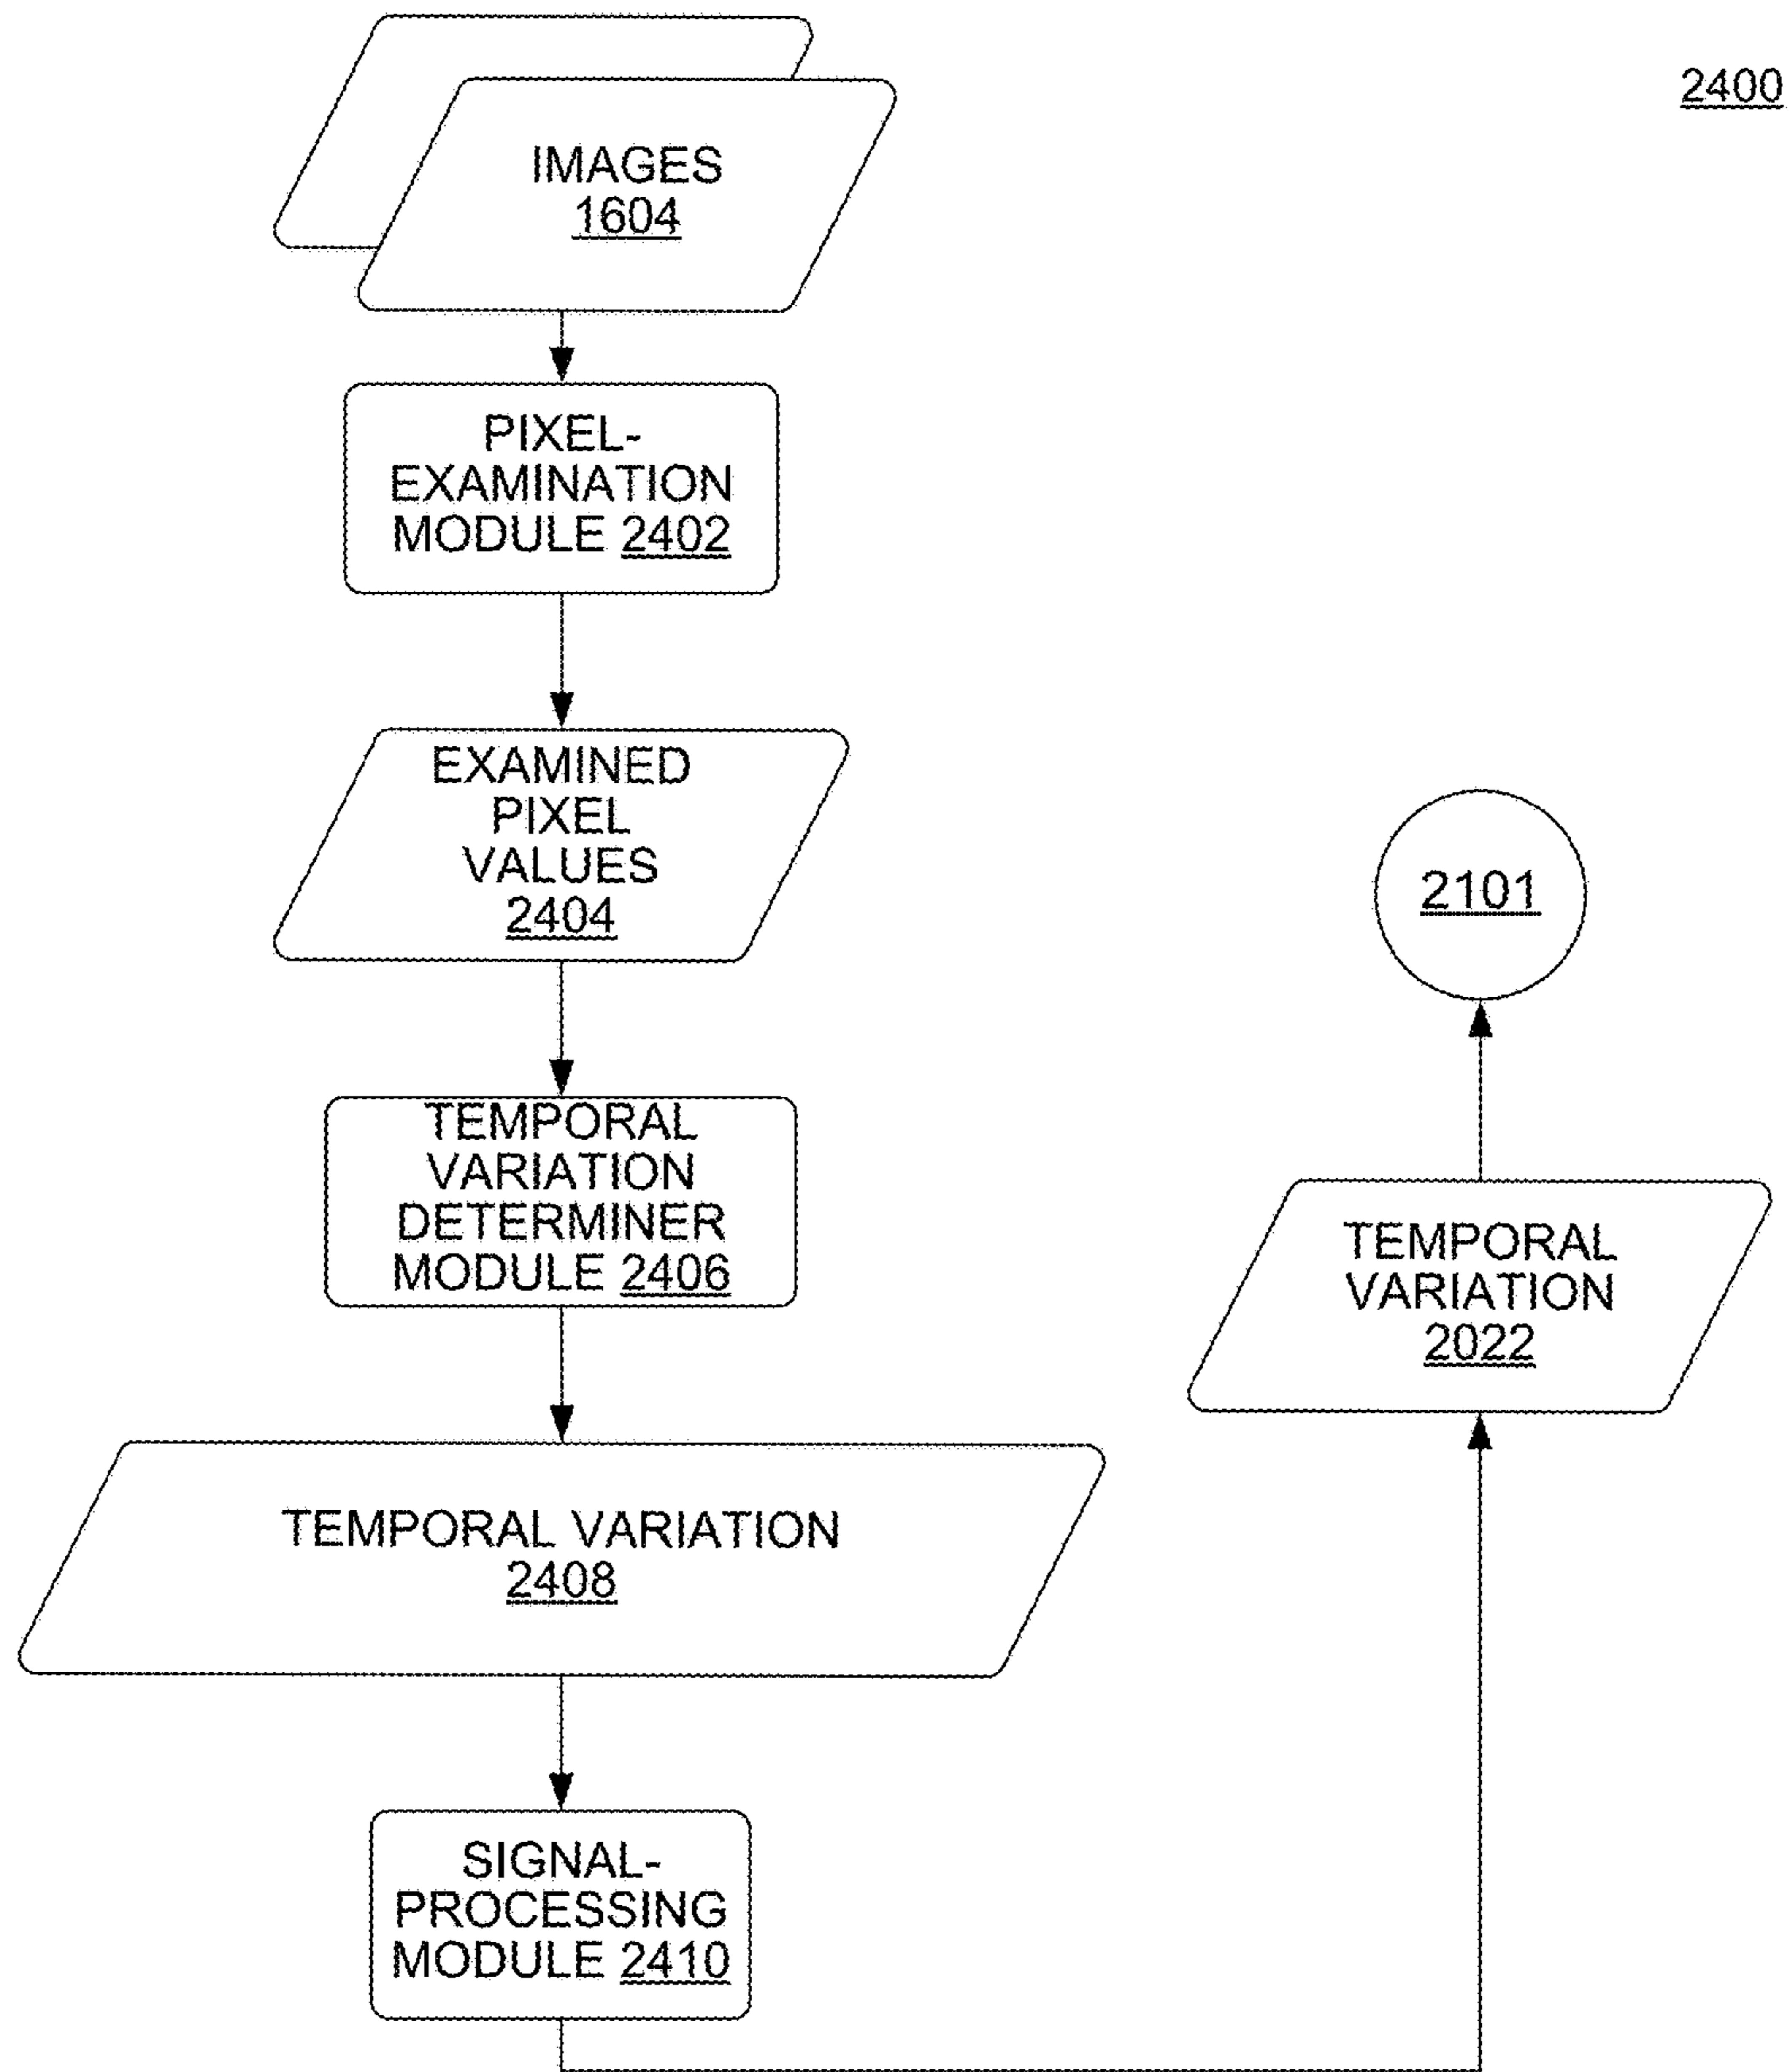 2400
IMAGES
1604
PIXEL-
EXAMINATION
MODULE 2402
EXAMINED
PIXEL
VALUES
2404
TEMPORAL
VARIATION
DETERMINER
MODULE 2406
TEMPORAL VARIATION
2408
SIGNAL-
PROCESSING
MODULE 2410
TEMPORAL
VARIATION
2022
2101